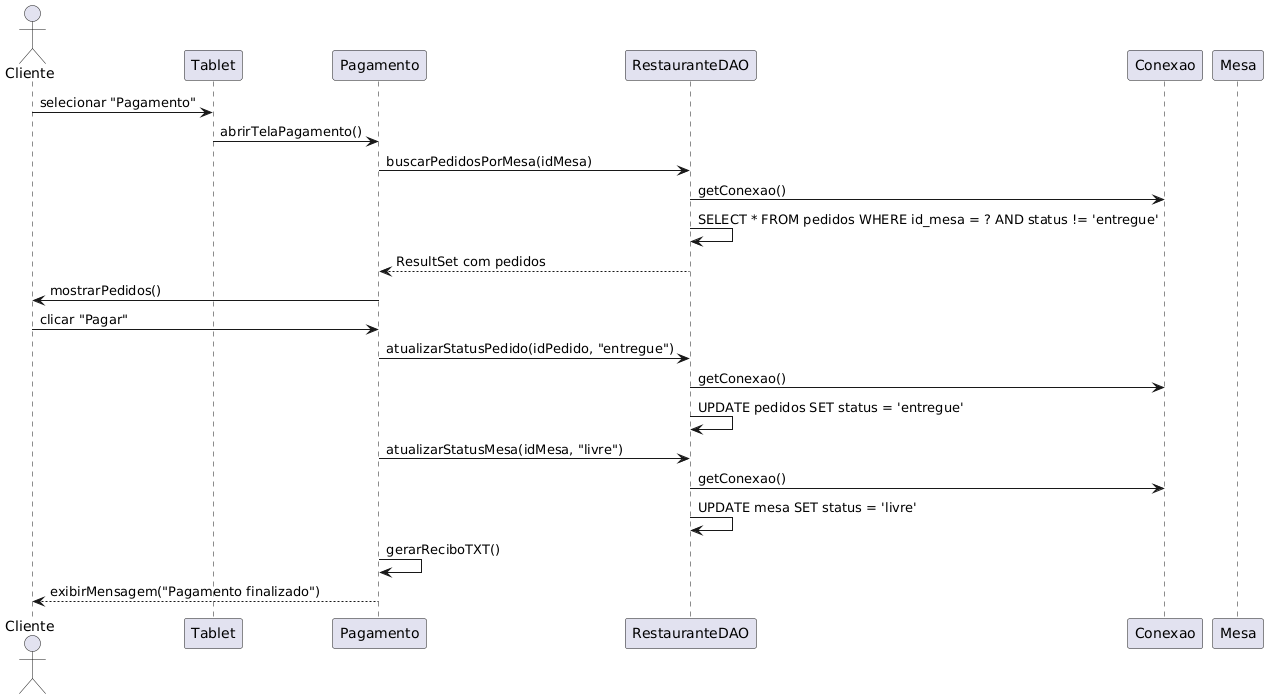 Cliente
Tablet
Pagamento
RestauranteDAO
Conexao
Mesa
selecionar "Pagamento"
abrirTelaPagamento()
buscarPedidosPorMesa(idMesa)
getConexao()
SELECT * FROM pedidos WHERE id_mesa = ? AND status != 'entregue'
ResultSet com pedidos
mostrarPedidos()
clicar "Pagar"
atualizarStatusPedido(idPedido, "entregue")
getConexao()
UPDATE pedidos SET status = 'entregue'
atualizarStatusMesa(idMesa, "livre")
getConexao()
UPDATE mesa SET status = 'livre'
gerarReciboTXT()
exibirMensagem("Pagamento finalizado")
Cliente
Tablet
Pagamento
RestauranteDAO
Conexao
Mesa